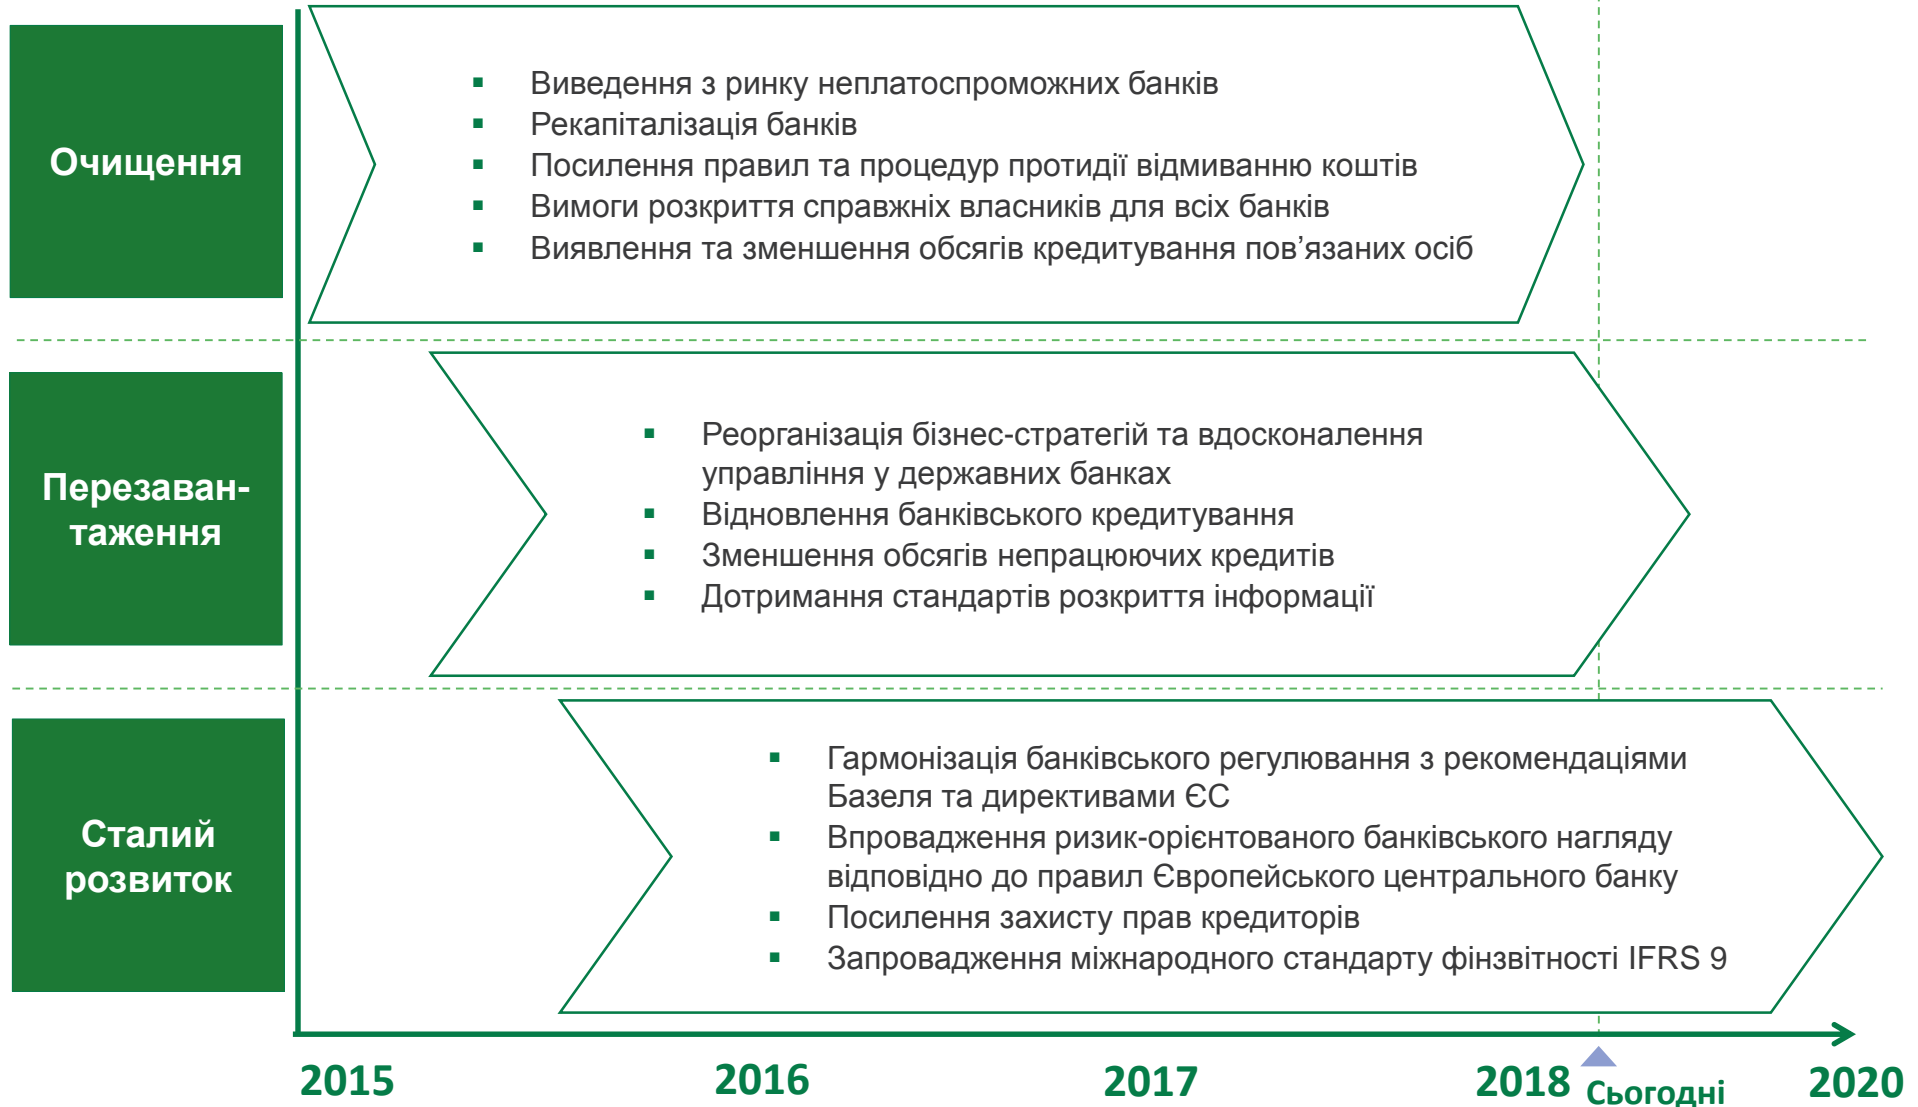 Очищення
▪ Виведення з ринку неплатоспроможних банків
▪ Рекапіталізація банків
▪ Посилення правил та процедур протидії відмиванню коштів
▪ Вимоги розкриття справжніх власників для всіх банків
▪ Виявлення та зменшення обсягів кредитування пов’язаних осіб
Перезаван-
таження
▪ Реорганізація бізнес-стратегій та вдосконалення
управління у державних банках
▪ Відновлення банківського кредитування
▪ Зменшення обсягів непрацюючих кредитів
▪ Дотримання стандартів розкриття інформації
Сталий
розвиток
▪ Гармонізація банківського регулювання з рекомендаціями
Базеля та директивами ЄС
▪ Впровадження ризик-орієнтованого банківського нагляду
відповідно до правил Європейського центрального банку
▪ Посилення захисту прав кредиторів
▪ Запровадження міжнародного стандарту фінзвітності IFRS 9
2015 2016 2017 2018 Сьогодні 2020